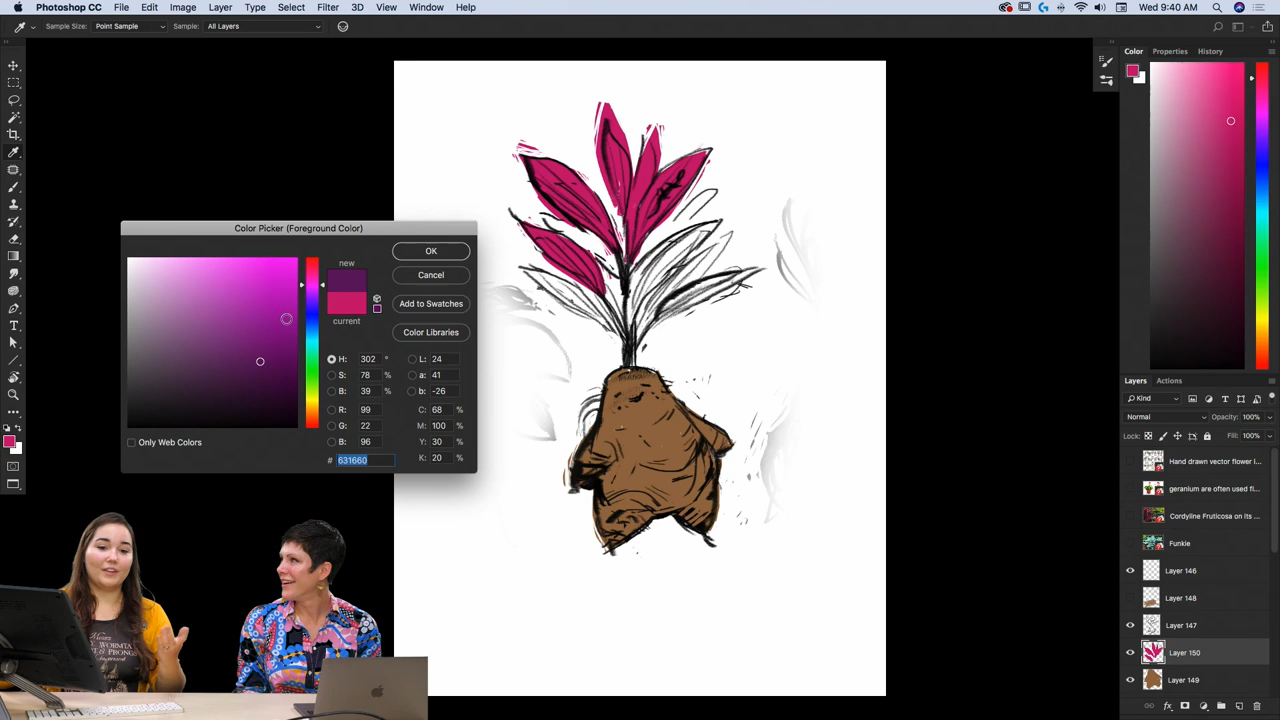 Photoshop CC File Edit Image Layer Type Select Filter 3D View Window Help Wed 9:40 AM
Sample Size: Point Sample Sample: All Layers
Color Properties History
Color Picker (Foreground Color)
OK
new
Cancel
Add to Swatches
current
Color Libraries
H: 302 ° L: 24
S: 78 % a: 41
B: 39 % b: -26
R: 99 C: 68 %
G: 22 M: 100 %
B: 96 Y: 30 %
Only Web Colors
# 631660 K: 20 %
Layers Actions
Kind
Normal Opacity: 100%
Lock: Fill: 100%
Hand drawn vector flower i...
geranium are often used fl...
Cordyline Fruticosa on Its ...
Funkie
Layer 146
Layer 148
Layer 147
Layer 150
Layer 149
fx